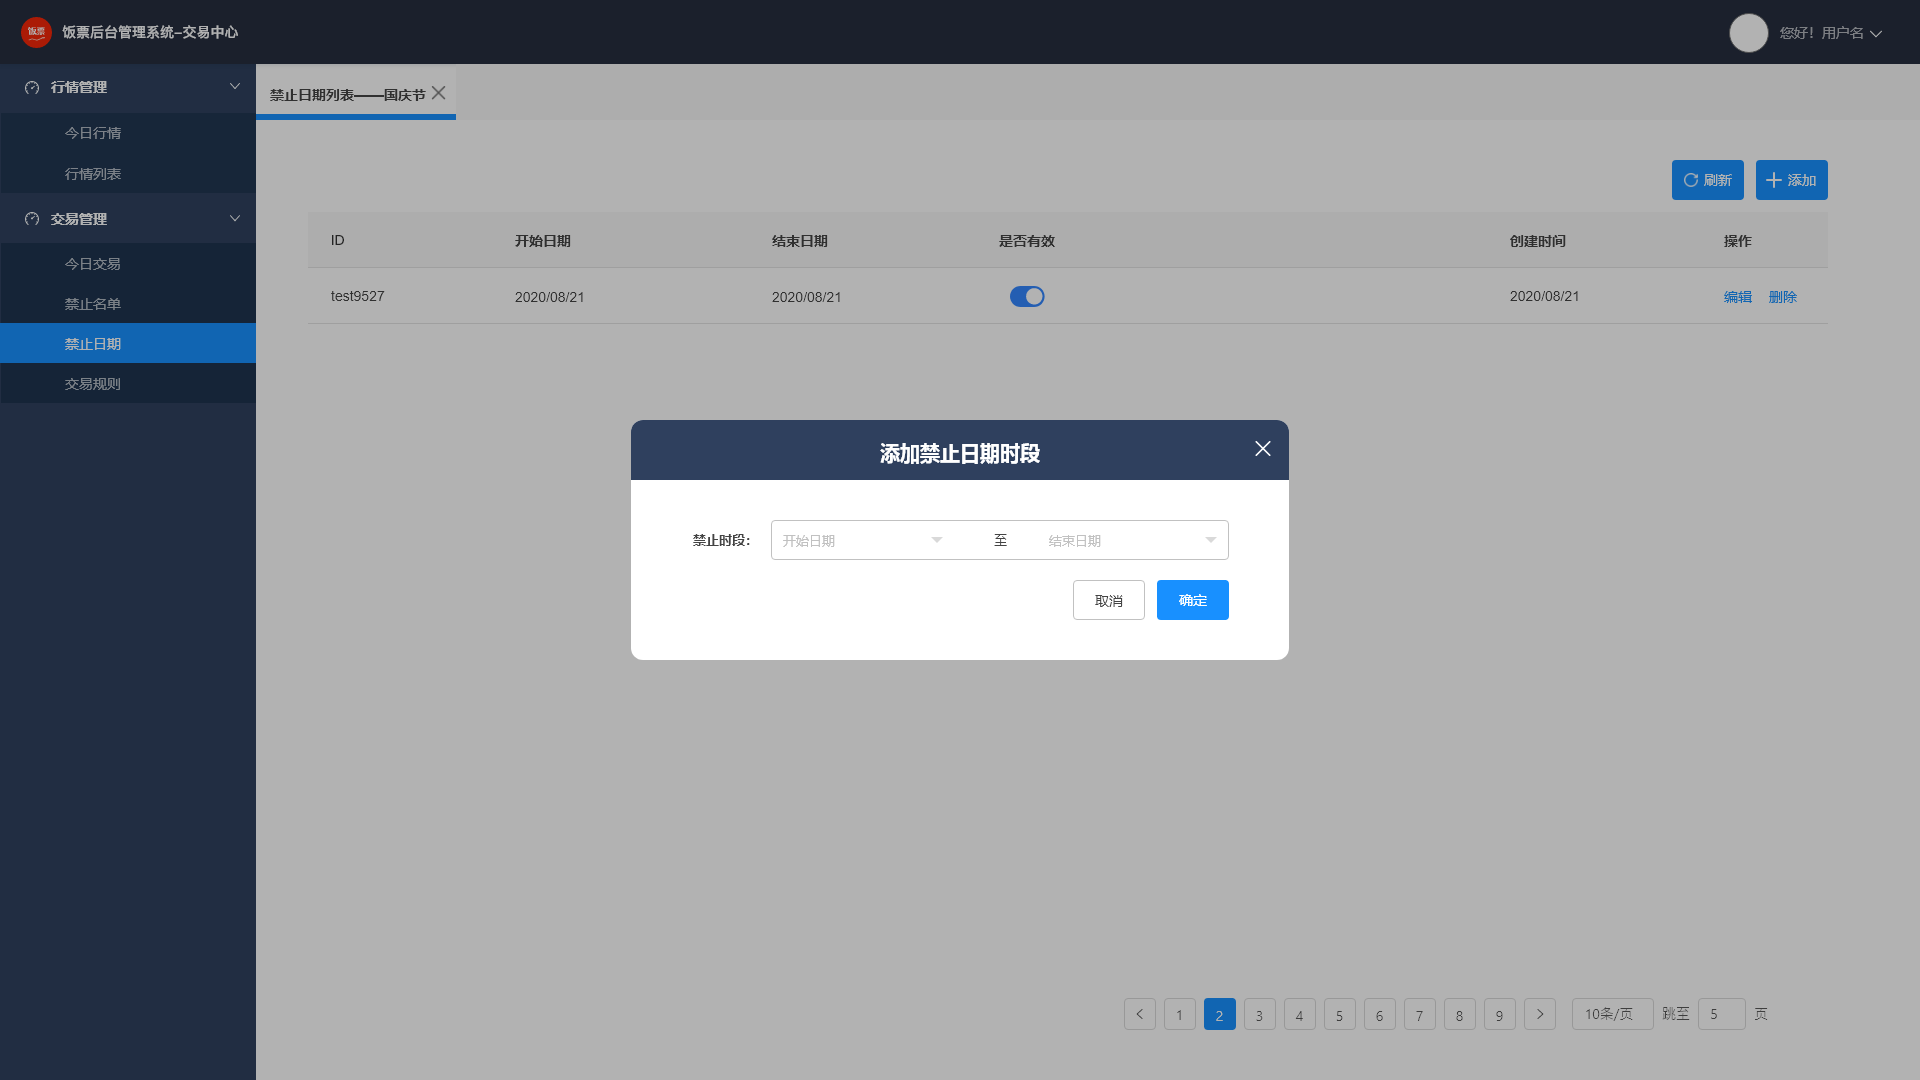 饭票
饭票后台管理系统-交易中心
您好！用户名
行情管理
今日行情
行情列表
交易管理
今日交易
禁止名单
禁止日期
交易规则
禁止日期列表——国庆节
刷新
添加
ID 开始日期 结束日期 是否有效 创建时间 操作
test9527 2020/08/21 2020/08/21 2020/08/21 编辑 删除
添加禁止日期时段
禁止时段： 开始日期 至 结束日期
取消 确定
1 2 3 4 5 6 7 8 9 10条/页 跳至 5 页